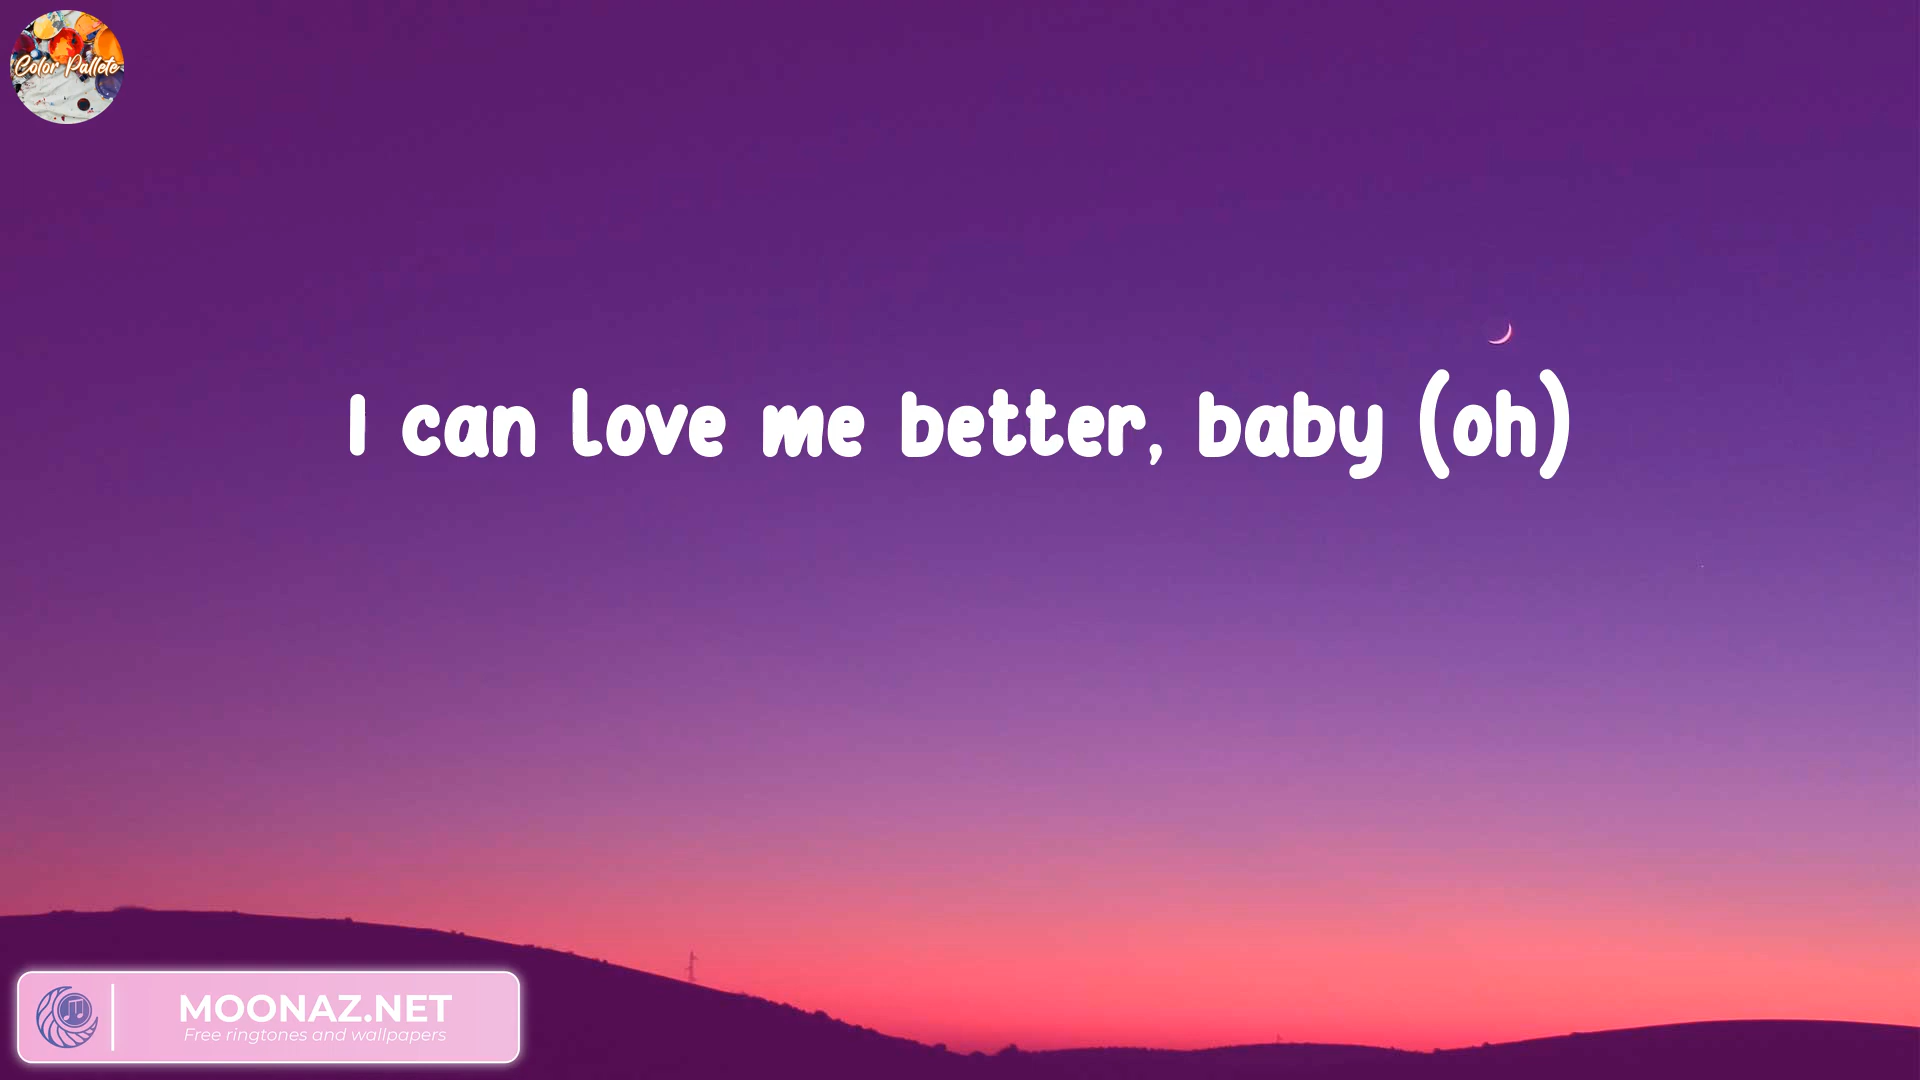 Color Pallete
I can love me better, baby (oh)
MOONAZ.NET
Free ringtones and wallpapers